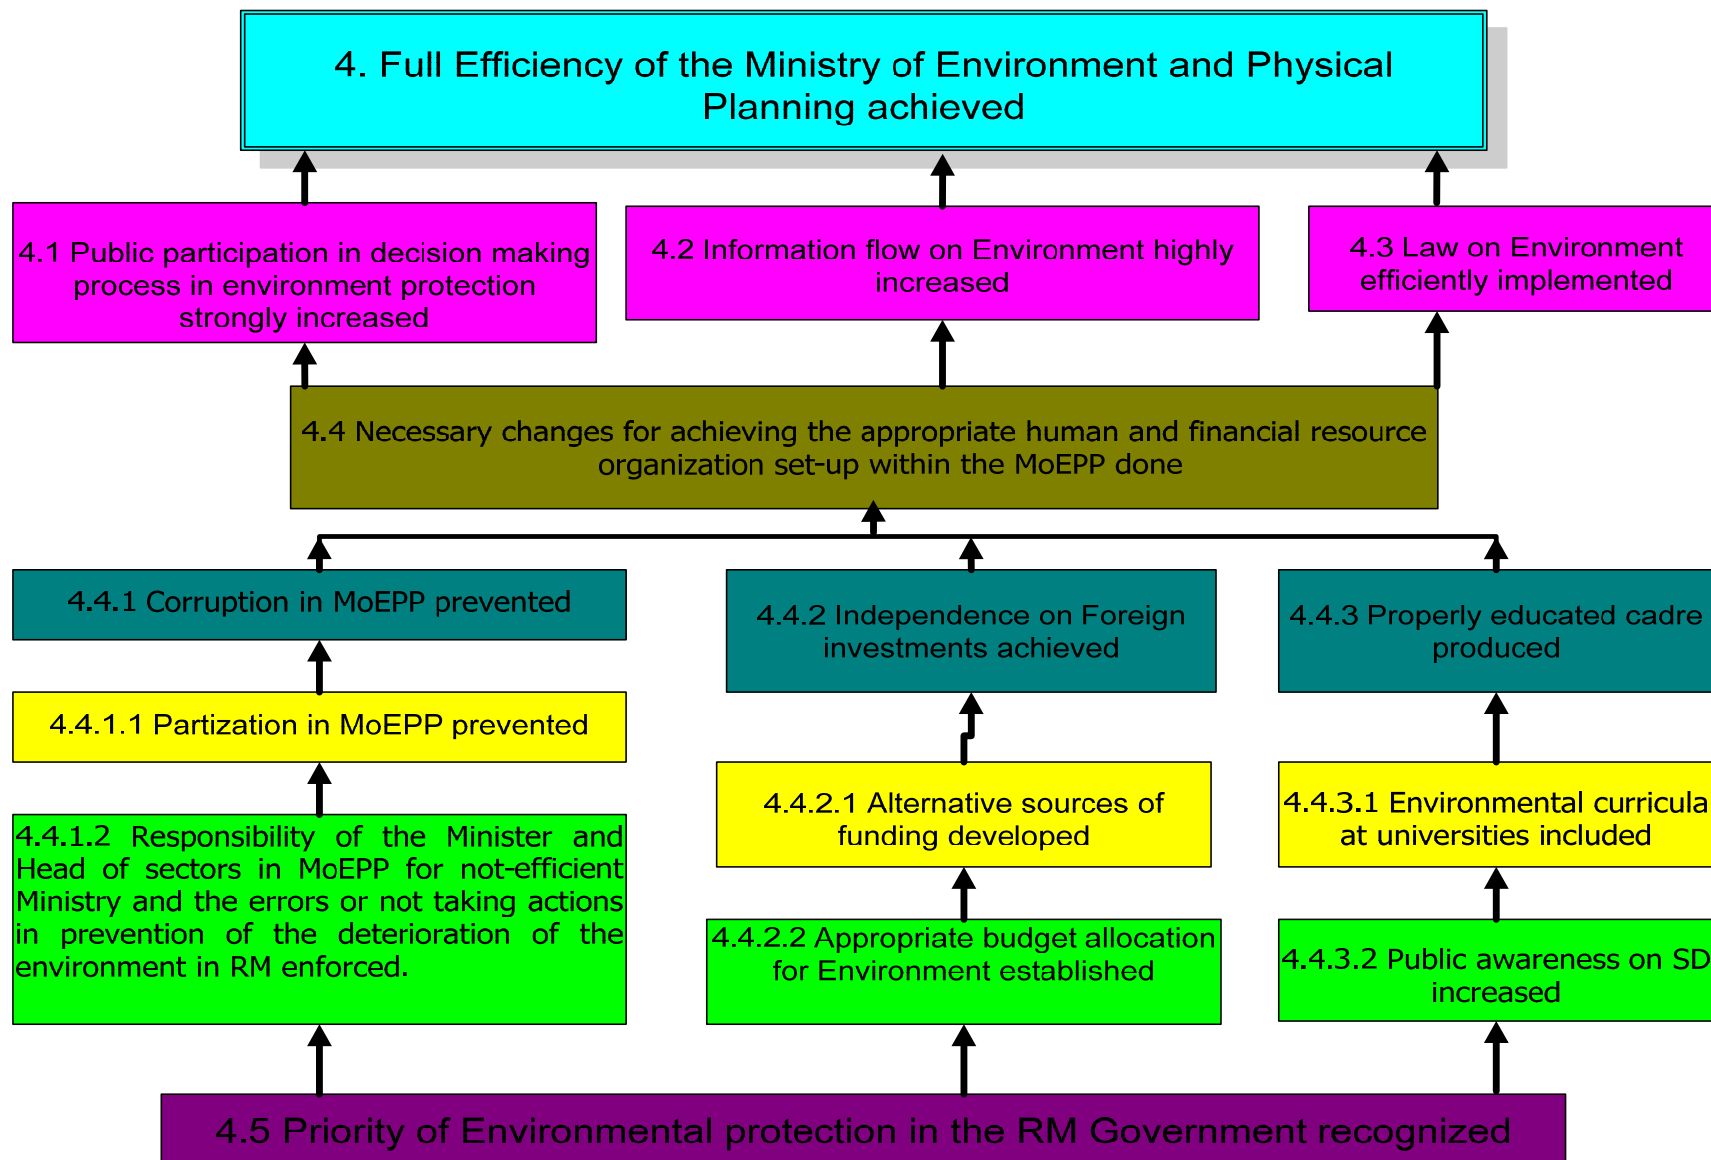 4. Full Efficiency of the Ministry of Environment and Physical
Planning achieved
4.1 Public participation in decision making
process in environment protection
strongly increased
4.2 Information flow on Environment highly
increased
4.3 Law on Environment
efficiently implemented
4.4 Necessary changes for achieving the appropriate human and financial resource
organization set-up within the MoEPP done
4.4.1 Corruption in MoEPP prevented
4.4.2 Independence on Foreign
investments achieved
4.4.3 Properly educated cadre
produced
4.4.1.1 Partization in MoEPP prevented
4.4.2.1 Alternative sources of
funding developed
4.4.3.1 Environmental curricula
at universities included
4.4.1.2 Responsibility of the Minister and
Head of sectors in MoEPP for not-efficient
Ministry and the errors or not taking actions
in prevention of the deterioration of the
environment in RM enforced.
4.4.2.2 Appropriate budget allocation
for Environment established
4.4.3.2 Public awareness on SD
increased
4.5 Priority of Environmental protection in the RM Government recognized